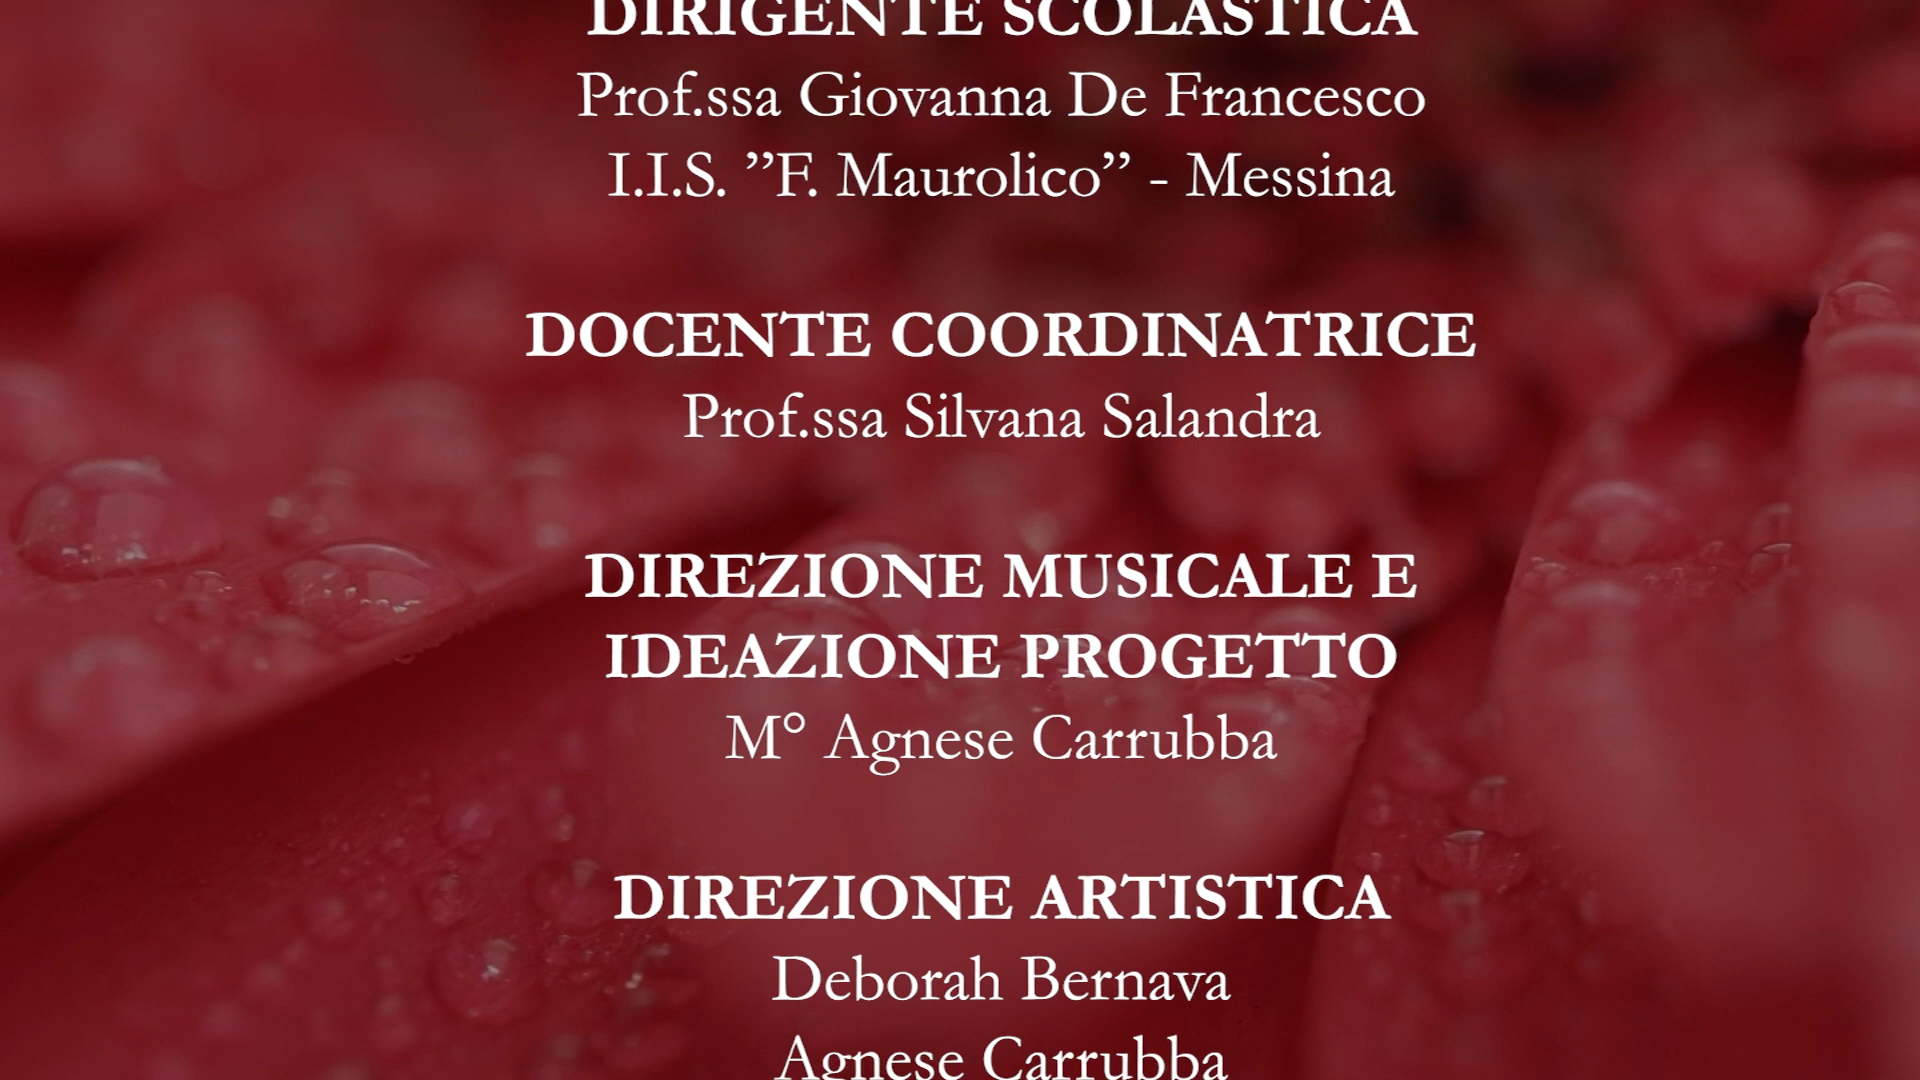 DIRIGENTE SCOLASTICA
Prof.ssa Giovanna De Francesco
I.I.S. ”F. Maurolico” - Messina
DOCENTE COORDINATRICE
Prof.ssa Silvana Salandra
DIREZIONE MUSICALE E
IDEAZIONE PROGETTO
M° Agnese Carrubba
DIREZIONE ARTISTICA
Deborah Bernava
Agnese Carrubba